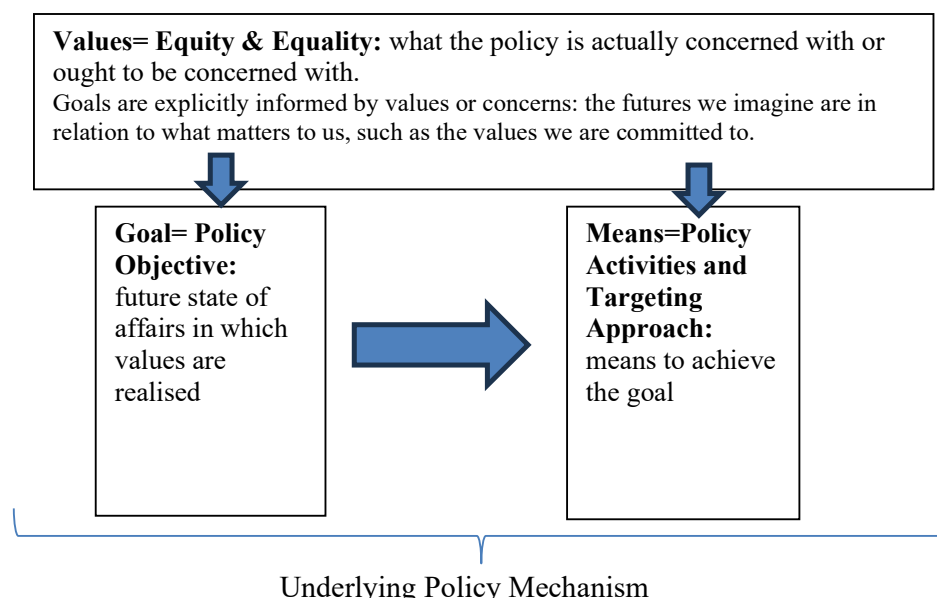 Values= Equity & Equality: what the policy is actually concerned with or
ought to be concerned with.
Goals are explicitly informed by values or concerns: the futures we imagine are in
relation to what matters to us, such as the values we are committed to.
Goal= Policy
Objective:
future state of
affairs in which
values are
realised
Means=Policy
Activities and
Targeting
Approach:
means to achieve
the goal
Underlying Policy Mechanism